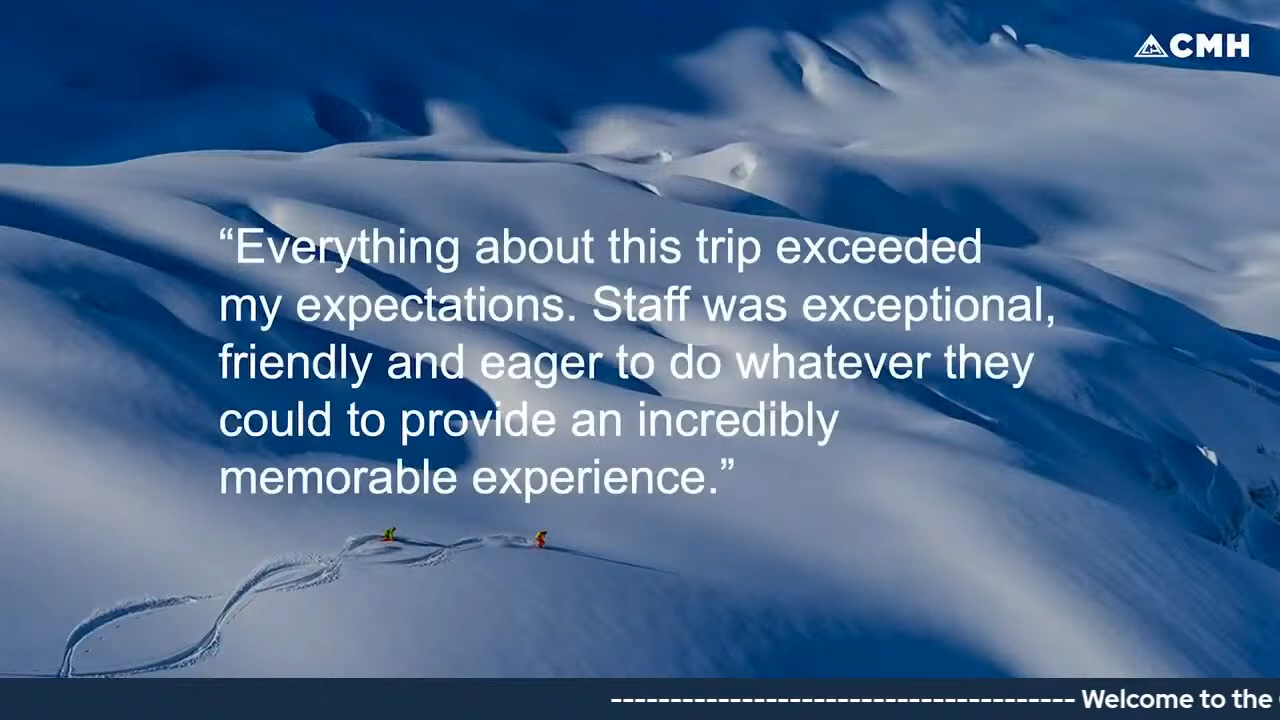 CMH
“Everything about this trip exceeded
my expectations. Staff was exceptional,
friendly and eager to do whatever they
could to provide an incredibly
memorable experience.”
--------------------------------------- Welcome to the